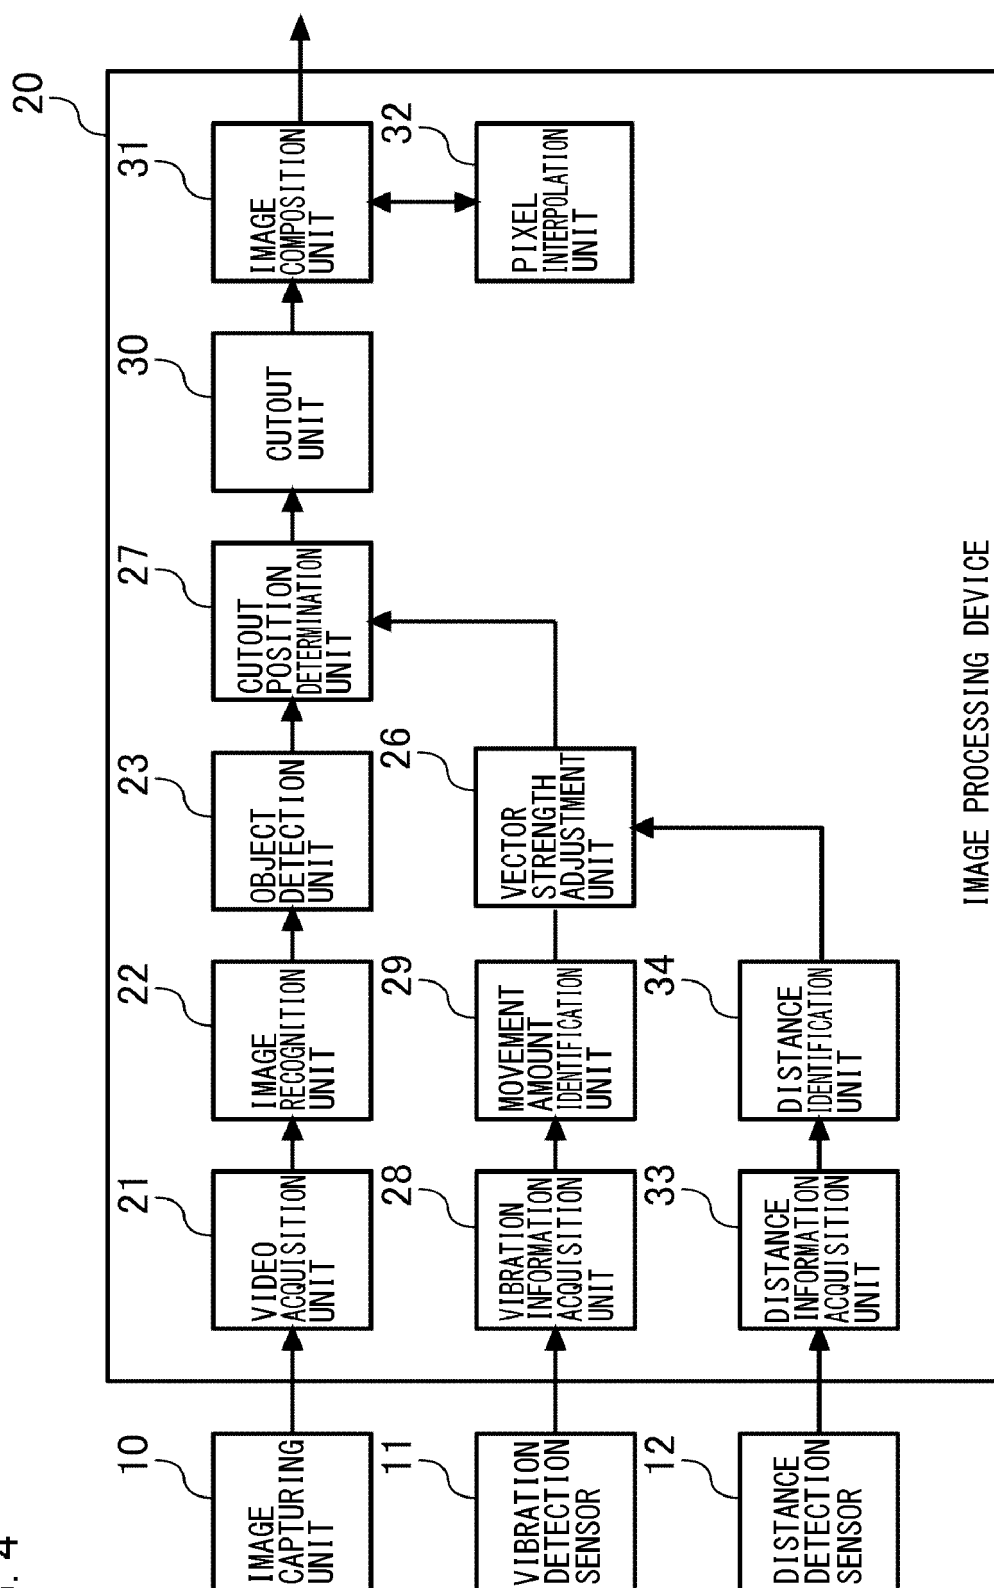 20
31
IMAGE
COMPOSITION
UNIT
32
PIXEL
INTERPOLATION
UNIT
30
CUTOUT
UNIT
27
CUTOUT
POSITION
DETERMINATION
UNIT
23
OBJECT
DETECTION
UNIT
26
VECTOR
STRENGTH
ADJUSTMENT
UNIT
22
IMAGE
RECOGNITION
UNIT
29
MOVEMENT
AMOUNT
IDENTIFICATION
UNIT
34
DISTANCE
IDENTIFICATION
UNIT
21
VIDEO
ACQUISITION
UNIT
28
VIBRATION
INFORMATION
ACQUISITION
UNIT
33
DISTANCE
INFORMATION
ACQUISITION
UNIT
10
IMAGE
CAPTURING
UNIT
11
VIBRATION
DETECTION
SENSOR
12
DISTANCE
DETECTION
SENSOR
IMAGE PROCESSING DEVICE
4